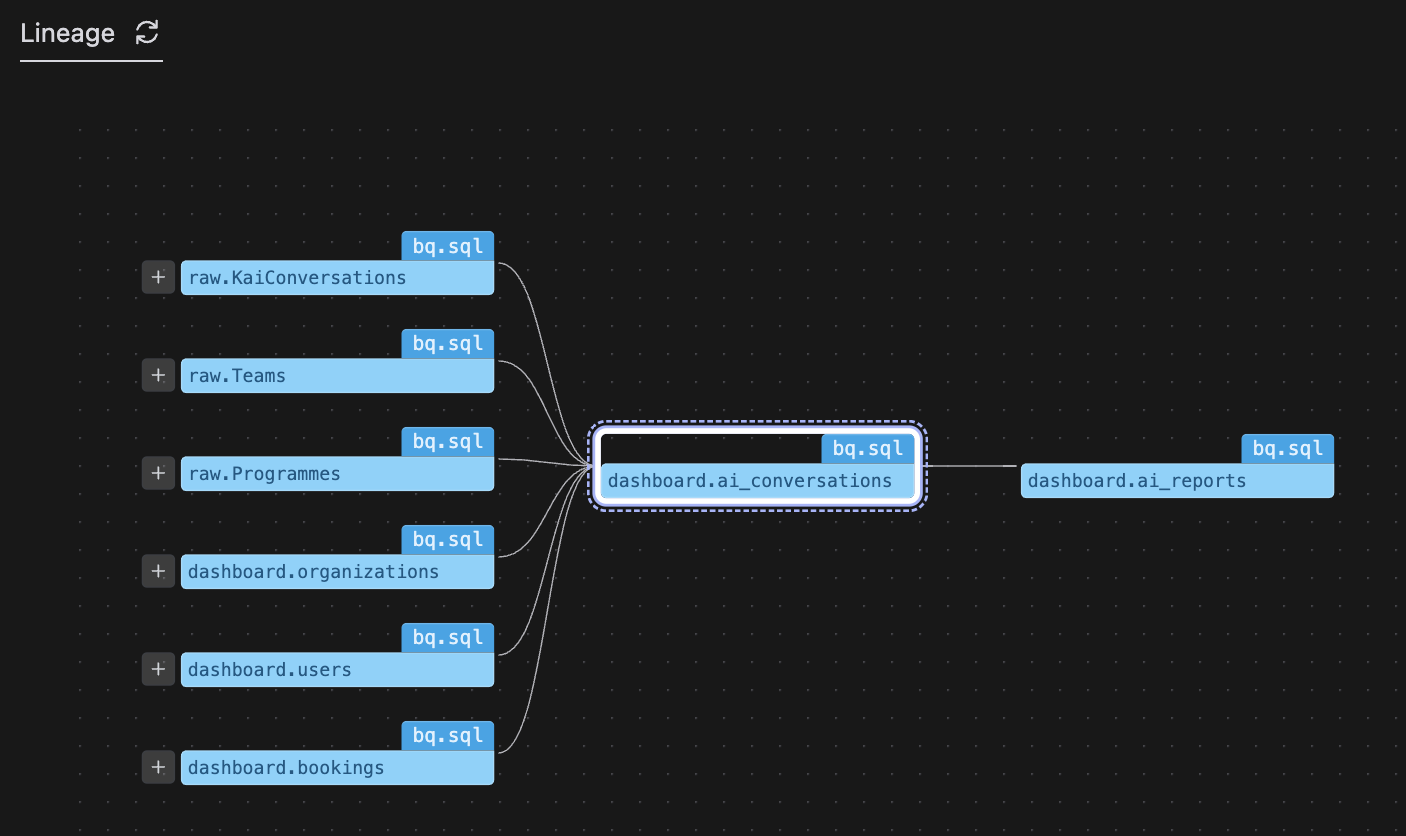 Lineage
bq.sql
+ raw.KaiConversations
bq.sql
+ raw.Teams
bq.sql
+ raw.Programmes
bq.sql
+ dashboard.organizations
bq.sql
+ dashboard.users
bq.sql
+ dashboard.bookings
bq.sql
dashboard.ai_conversations
bq.sql
dashboard.ai_reports